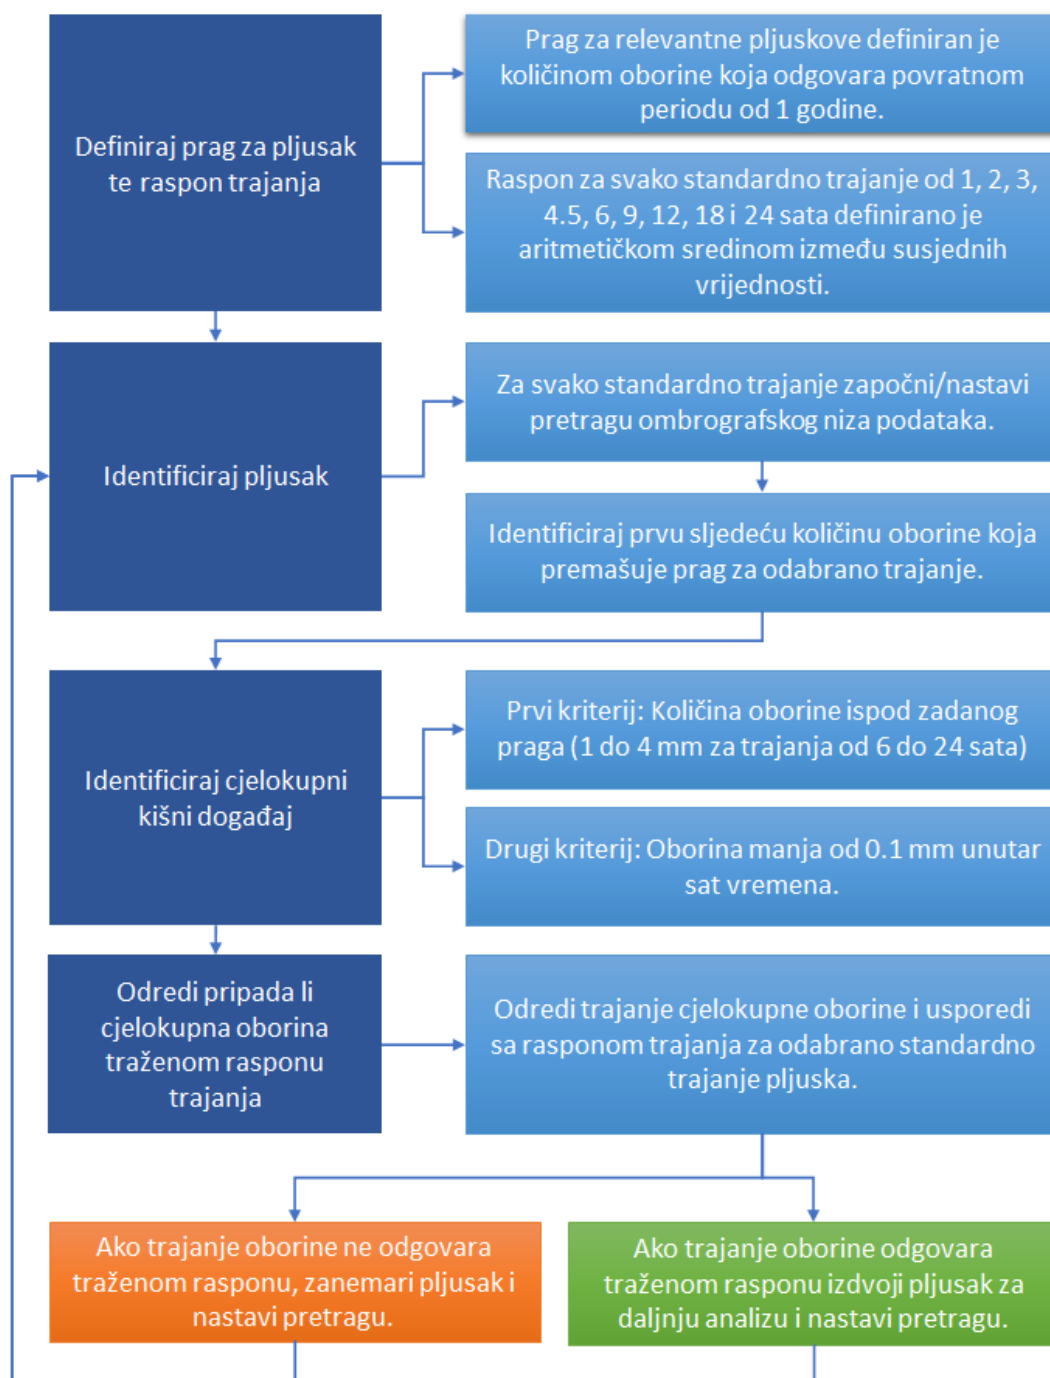 Definiraj prag za pljusak
te raspon trajanja
Prag za relevantne pljuskove definiran je
količinom oborine koja odgovara povratnom
periodu od 1 godine.
Raspon za svako standardno trajanje od 1, 2, 3,
4.5, 6, 9, 12, 18 i 24 sata definirano je
aritmetičkom sredinom između susjednih
vrijednosti.
Identificiraj pljusak
Za svako standardno trajanje započni/nastavi
pretragu ombrografskog niza podataka.
Identificiraj prvu sljedeću količinu oborine koja
premašuje prag za odabrano trajanje.
Identificiraj cjelokupni
kišni događaj
Prvi kriterij: Količina oborine ispod zadanog
praga (1 do 4 mm za trajanja od 6 do 24 sata)
Drugi kriterij: Oborina manja od 0.1 mm unutar
sat vremena.
Odredi pripada li
cjelokupna oborina
traženom rasponu
trajanja
Odredi trajanje cjelokupne oborine i usporedi
sa rasponom trajanja za odabrano standardno
trajanje pljuska.
Ako trajanje oborine ne odgovara
traženom rasponu, zanemari pljusak i
nastavi pretragu.
Ako trajanje oborine odgovara
traženom rasponu izdvoji pljusak za
daljnju analizu i nastavi pretragu.